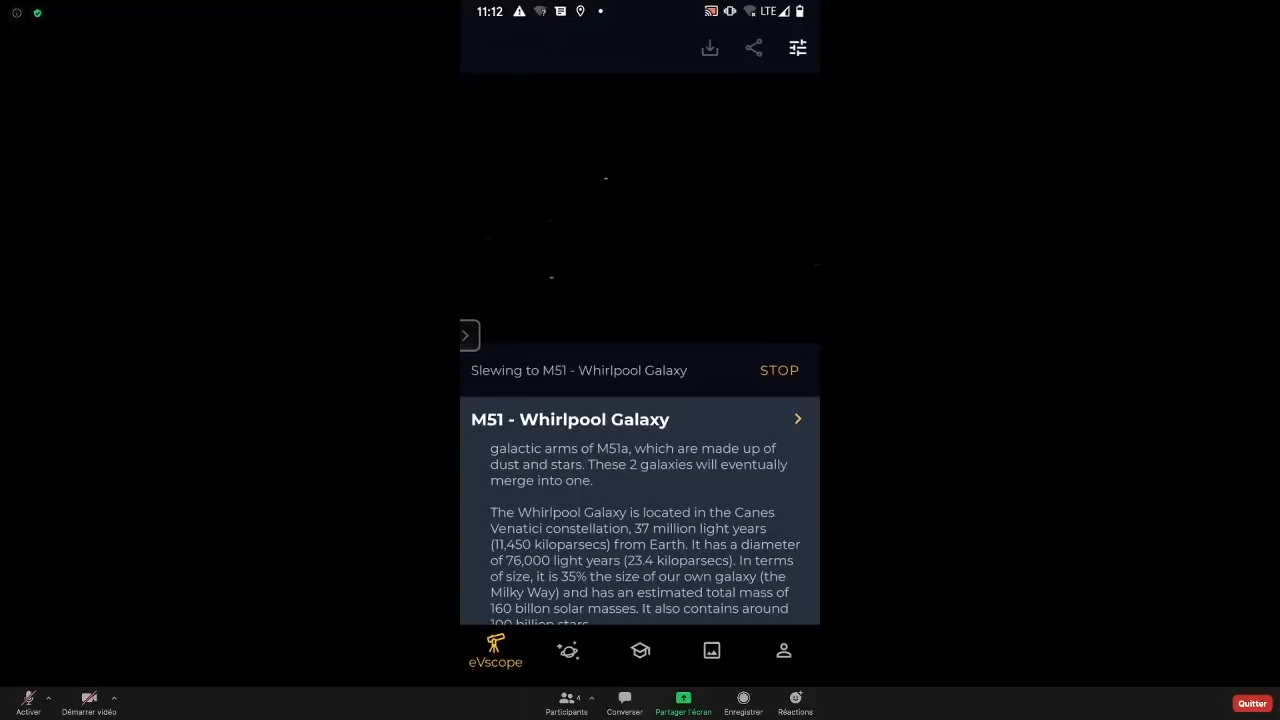 11:12
LTE
Slewing to M51 - Whirlpool Galaxy
STOP
M51 - Whirlpool Galaxy
galactic arms of M51a, which are made up of
dust and stars. These 2 galaxies will eventually
merge into one.
The Whirlpool Galaxy is located in the Canes
Venatici constellation, 37 million light years
(11,450 kiloparsecs) from Earth. It has a diameter
of 76,000 light years (23.4 kiloparsecs). In terms
of size, it is 35% the size of our own galaxy (the
Milky Way) and has an estimated total mass of
160 billon solar masses. It also contains around
100 billion stars.
eVscope
4
Activer
Démarrer vidéo
Participants
Converser
Partager l'écran
Enregistrer
Réactions
Quitter